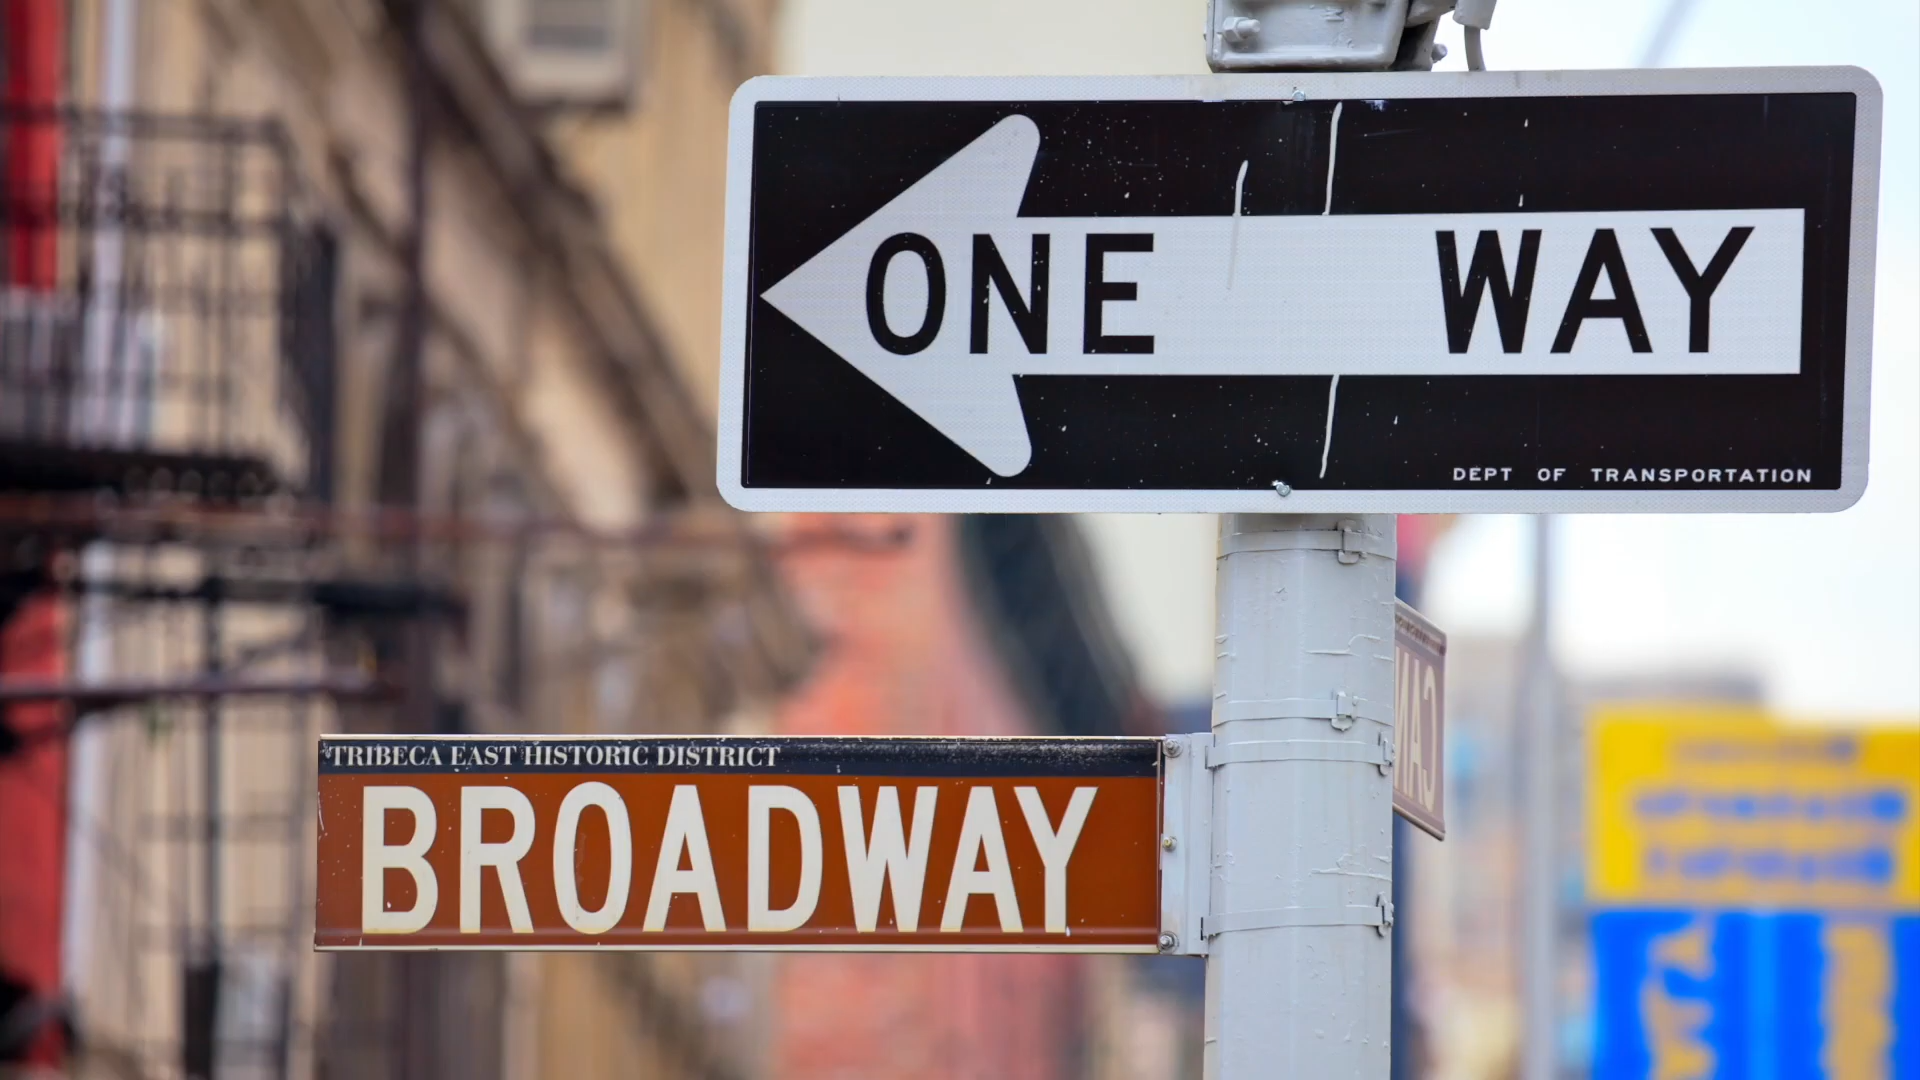 ONE WAY
DEPT OF TRANSPORTATION
TRIBECA EAST HISTORIC DISTRICT
BROADWAY